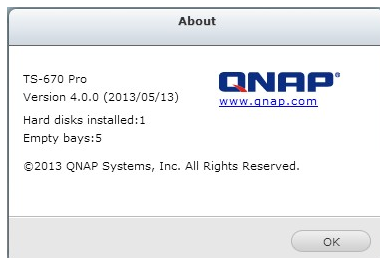 About
TS-670 Pro
Version 4.0.0 (2013/05/13)
QNAP®
www.qnap.com
Hard disks installed:1
Empty bays:5
©2013 QNAP Systems, Inc. All Rights Reserved.
OK